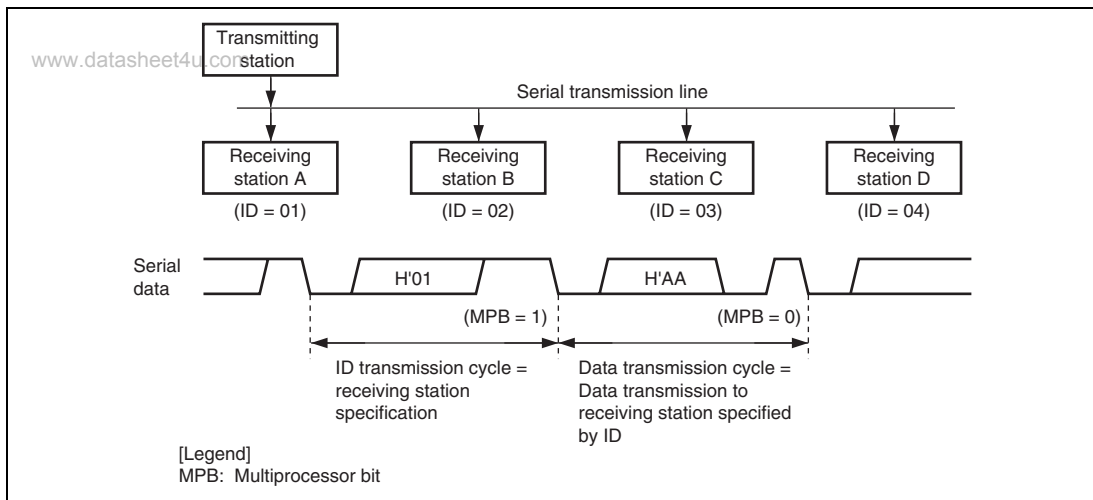 Transmitting
station
www.datasheet4u.com
Serial transmission line
Receiving
station A
(ID = 01)
Receiving
station B
(ID = 02)
Receiving
station C
(ID = 03)
Receiving
station D
(ID = 04)
Serial
data
H'01
H'AA
(MPB = 1)
(MPB = 0)
ID transmission cycle =
receiving station
specification
Data transmission cycle =
Data transmission to
receiving station specified
by ID
[Legend]
MPB: Multiprocessor bit